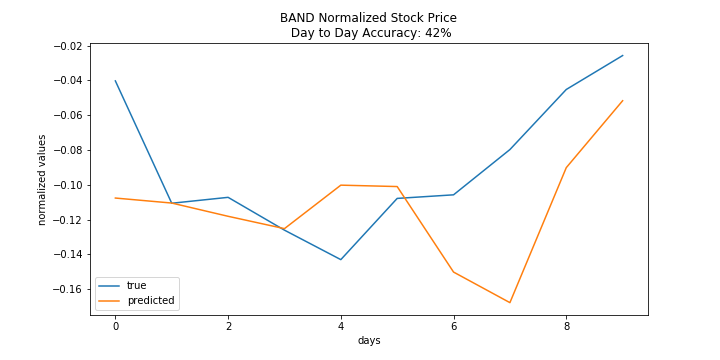 BAND Normalized Stock Price
Day to Day Accuracy: 42%
−0.02
−0.04
−0.06
−0.08
−0.10
−0.12
−0.14
−0.16
normalized values
true
predicted
0 2 4 6 8
days